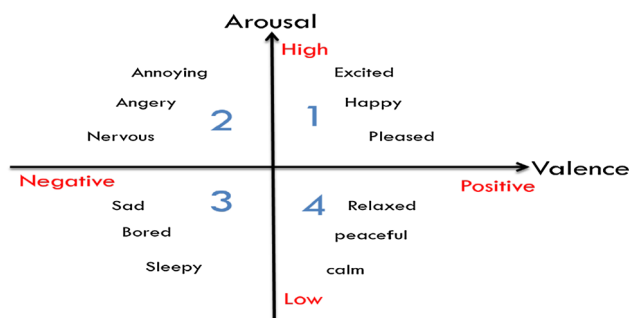 Arousal
High
Annoying
Excited
Angery
Happy
2
1
Nervous
Pleased
Valence
Negative
Positive
Sad
3
4
Relaxed
Bored
peaceful
Sleepy
calm
Low